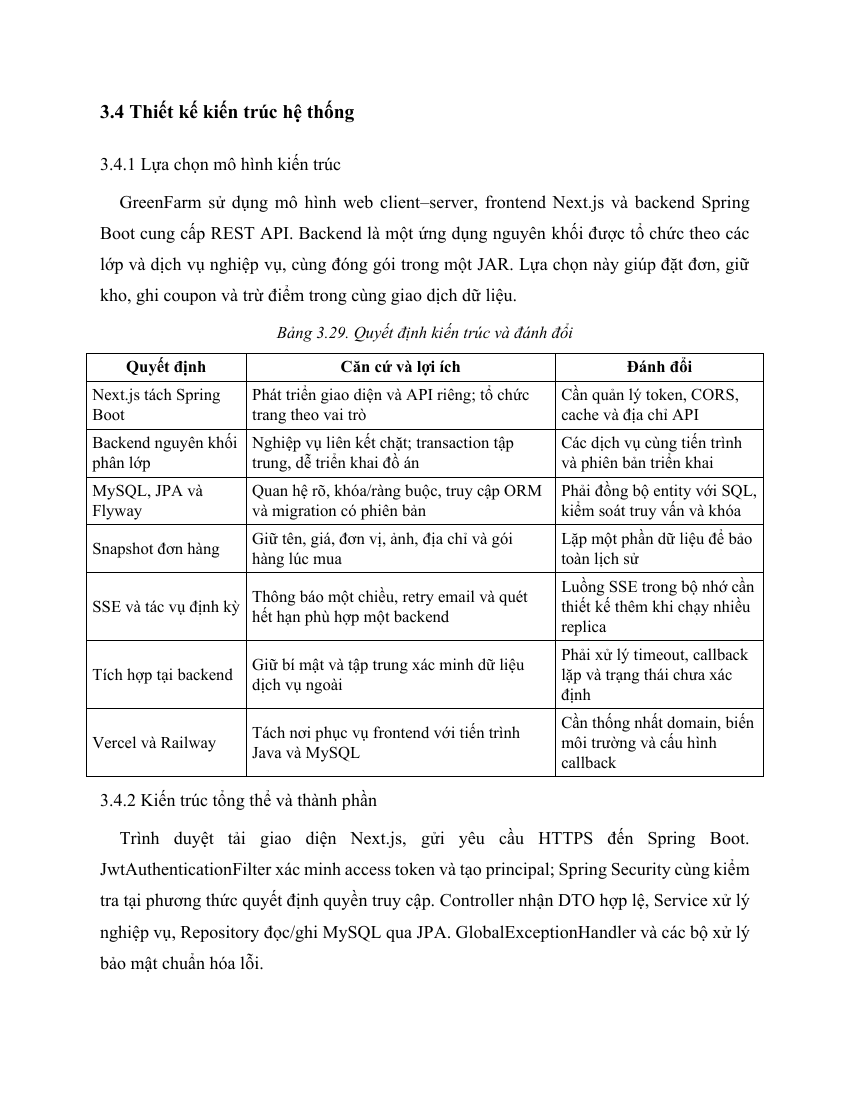 3.4 Thiết kế kiến trúc hệ thống
3.4.1 Lựa chọn mô hình kiến trúc
GreenFarm sử dụng mô hình web client–server, frontend Next.js và backend Spring
Boot cung cấp REST API. Backend là một ứng dụng nguyên khối được tổ chức theo các
lớp và dịch vụ nghiệp vụ, cùng đóng gói trong một JAR. Lựa chọn này giúp đặt đơn, giữ
kho, ghi coupon và trừ điểm trong cùng giao dịch dữ liệu.
Bảng 3.29. Quyết định kiến trúc và đánh đổi
Quyết định
Căn cứ và lợi ích
Đánh đổi
Next.js tách Spring
Boot
Phát triển giao diện và API riêng; tổ chức
trang theo vai trò
Cần quản lý token, CORS,
cache và địa chỉ API
Backend nguyên khối
phân lớp
Nghiệp vụ liên kết chặt; transaction tập
trung, dễ triển khai đồ án
Các dịch vụ cùng tiến trình
và phiên bản triển khai
MySQL, JPA và
Flyway
Quan hệ rõ, khóa/ràng buộc, truy cập ORM
và migration có phiên bản
Phải đồng bộ entity với SQL,
kiểm soát truy vấn và khóa
Snapshot đơn hàng
Giữ tên, giá, đơn vị, ảnh, địa chỉ và gói
hàng lúc mua
Lặp một phần dữ liệu để bảo
toàn lịch sử
SSE và tác vụ định kỳ
Thông báo một chiều, retry email và quét
hết hạn phù hợp một backend
Luồng SSE trong bộ nhớ cần
thiết kế thêm khi chạy nhiều
replica
Tích hợp tại backend
Giữ bí mật và tập trung xác minh dữ liệu
dịch vụ ngoài
Phải xử lý timeout, callback
lặp và trạng thái chưa xác
định
Vercel và Railway
Tách nơi phục vụ frontend với tiến trình
Java và MySQL
Cần thống nhất domain, biến
môi trường và cấu hình
callback
3.4.2 Kiến trúc tổng thể và thành phần
Trình duyệt tải giao diện Next.js, gửi yêu cầu HTTPS đến Spring Boot.
JwtAuthenticationFilter xác minh access token và tạo principal; Spring Security cùng kiểm
tra tại phương thức quyết định quyền truy cập. Controller nhận DTO hợp lệ, Service xử lý
nghiệp vụ, Repository đọc/ghi MySQL qua JPA. GlobalExceptionHandler và các bộ xử lý
bảo mật chuẩn hóa lỗi.